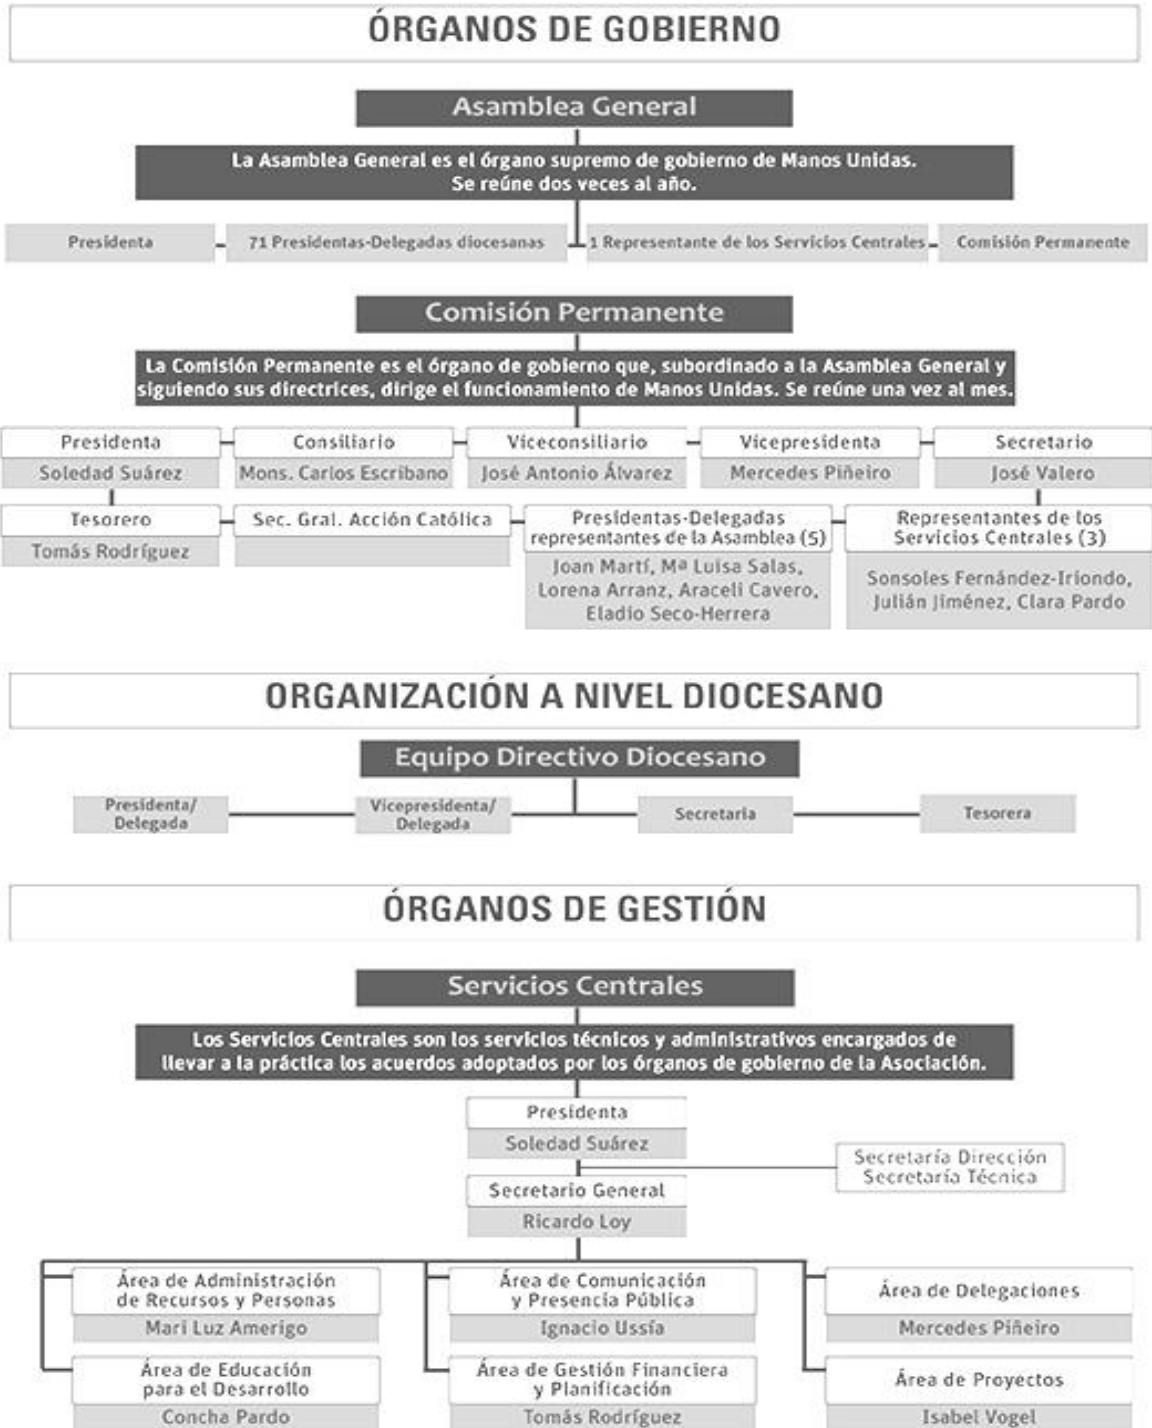 ÓRGANOS DE GOBIERNO
Asamblea General
La Asamblea General es el órgano supremo de gobierno de Manos Unidas.
Se reúne dos veces al año.
Presidenta
71 Presidentas-Delegadas diocesanas
1 Representante de los Servicios Centrales
Comisión Permanente
Comisión Permanente
La Comisión Permanente es el órgano de gobierno que, subordinado a la Asamblea General y
siguiendo sus directrices, dirige el funcionamiento de Manos Unidas. Se reúne una vez al mes.
Presidenta
Soledad Suárez
Consiliario
Mons. Carlos Escribano
Viceconsiliario
José Antonio Álvarez
Vicepresidenta
Mercedes Piñeiro
Secretario
José Valero
Tesorero
Tomás Rodríguez
Sec. Gral. Acción Católica
Presidentas-Delegadas
representantes de la Asamblea (5)
Joan Martí, Mª Luisa Salas,
Lorena Arranz, Araceli Cavero,
Eladio Seco-Herrera
Representantes de los
Servicios Centrales (3)
Sonsoles Fernández-Iriondo,
Julián Jiménez, Clara Pardo
ORGANIZACIÓN A NIVEL DIOCESANO
Equipo Directivo Diocesano
Presidenta/
Delegada
Vicepresidenta/
Delegada
Secretaria
Tesorera
ÓRGANOS DE GESTIÓN
Servicios Centrales
Los Servicios Centrales son los servicios técnicos y administrativos encargados de
llevar a la práctica los acuerdos adoptados por los órganos de gobierno de la Asociación.
Presidenta
Soledad Suárez
Secretaría Dirección
Secretaría Técnica
Secretario General
Ricardo Loy
Área de Administración
de Recursos y Personas
Mari Luz Amerigo
Área de Comunicación
y Presencia Pública
Ignacio Ussía
Área de Delegaciones
Mercedes Piñeiro
Área de Educación
para el Desarrollo
Concha Pardo
Área de Gestión Financiera
y Planificación
Tomás Rodríguez
Área de Proyectos
Isabel Vogel